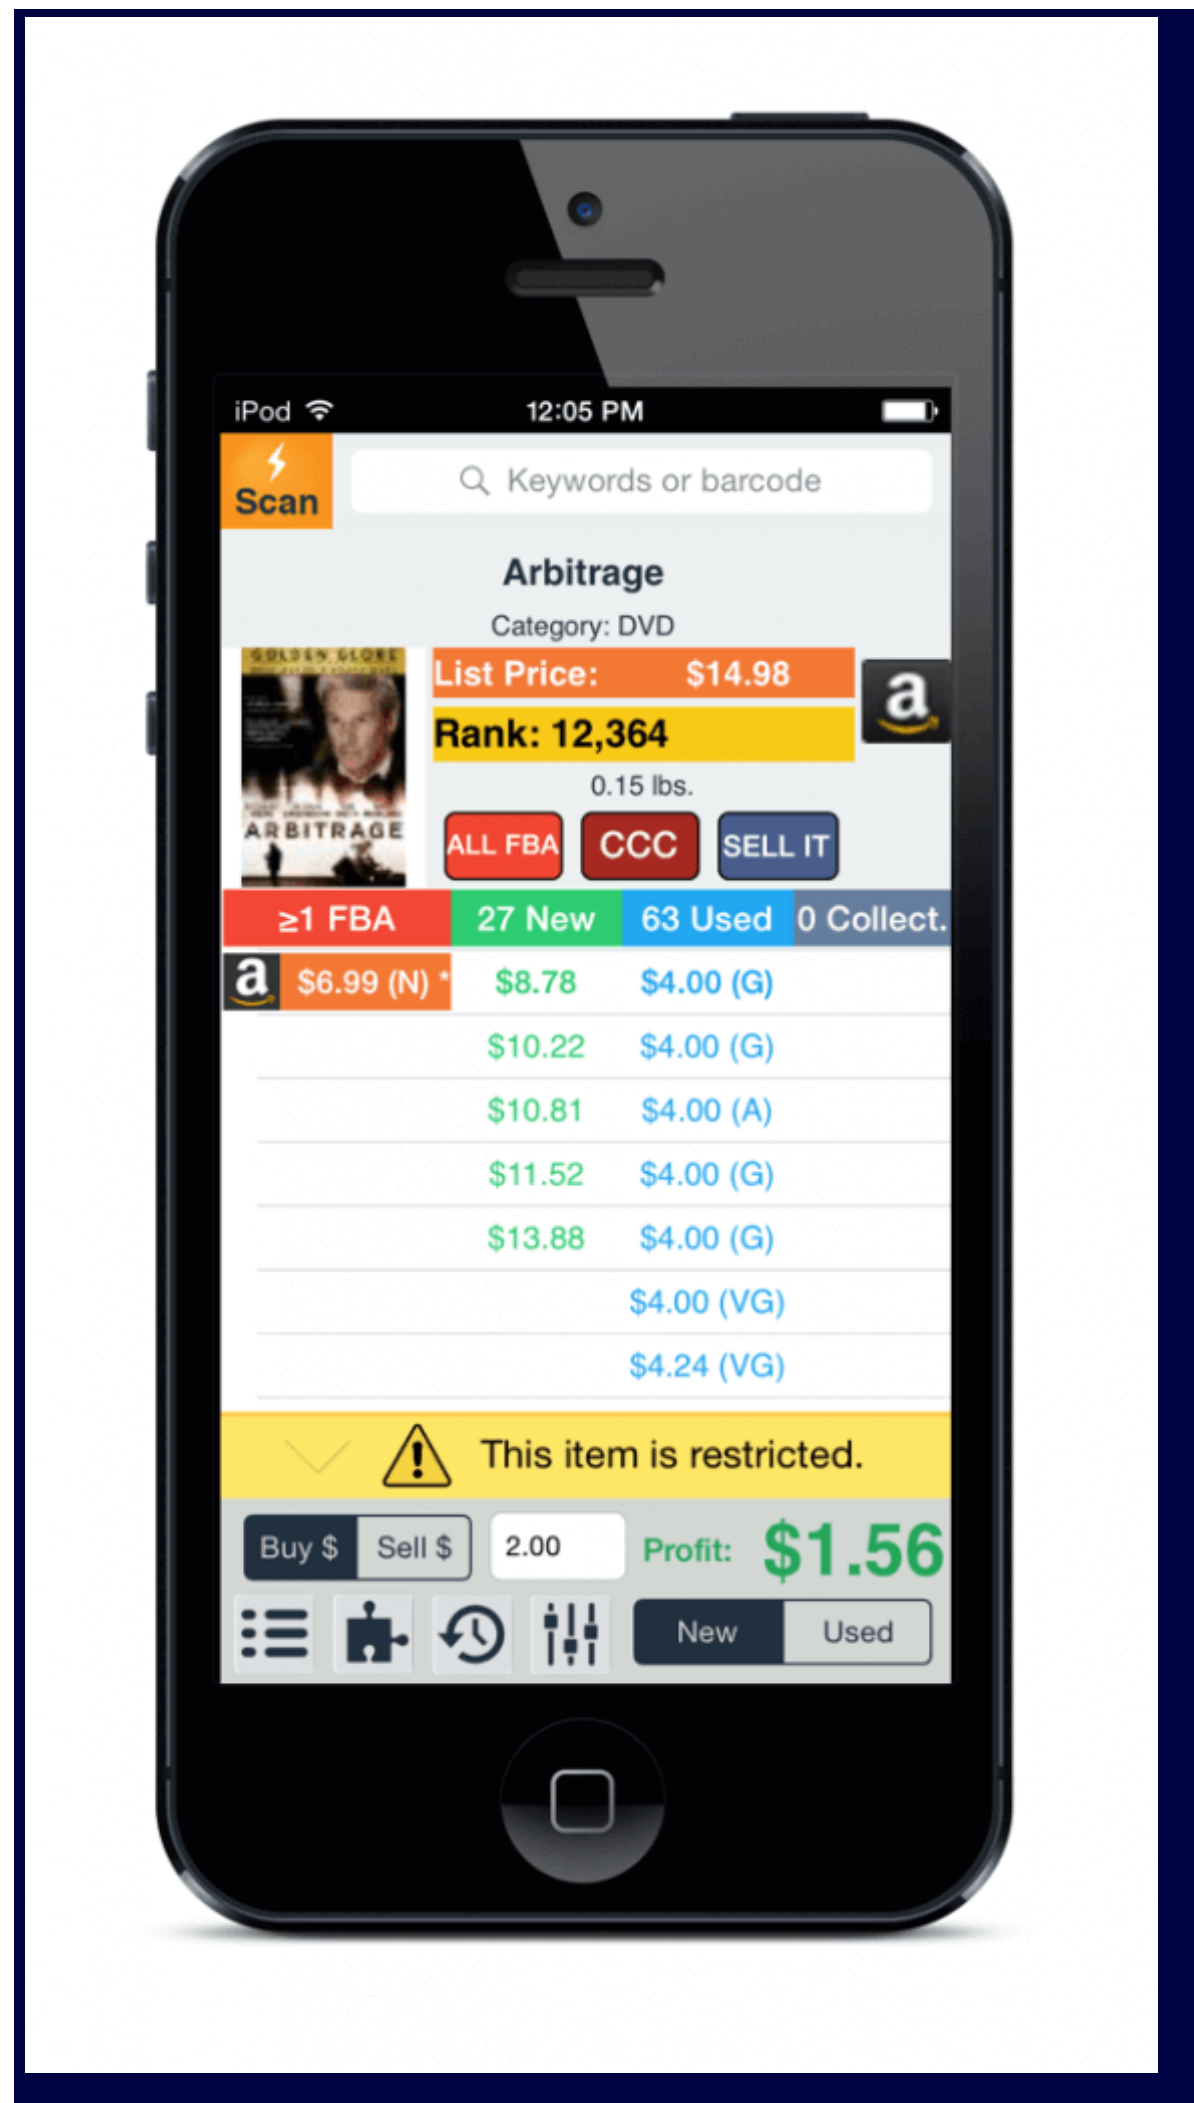 iPod 12:05 PM
Scan Keywords or barcode
Arbitrage
Category: DVD
GOLDEN GLOBE
List Price: $14.98
a
Rank: 12,364
0.15 lbs.
ARBITRAGE
ALL FBA CCC SELL IT
≥1 FBA 27 New 63 Used 0 Collect.
a $6.99 (N) * $8.78 $4.00 (G)
$10.22 $4.00 (G)
$10.81 $4.00 (A)
$11.52 $4.00 (G)
$13.88 $4.00 (G)
$4.00 (VG)
$4.24 (VG)
This item is restricted.
Buy $ Sell $ 2.00 Profit: $1.56
New Used